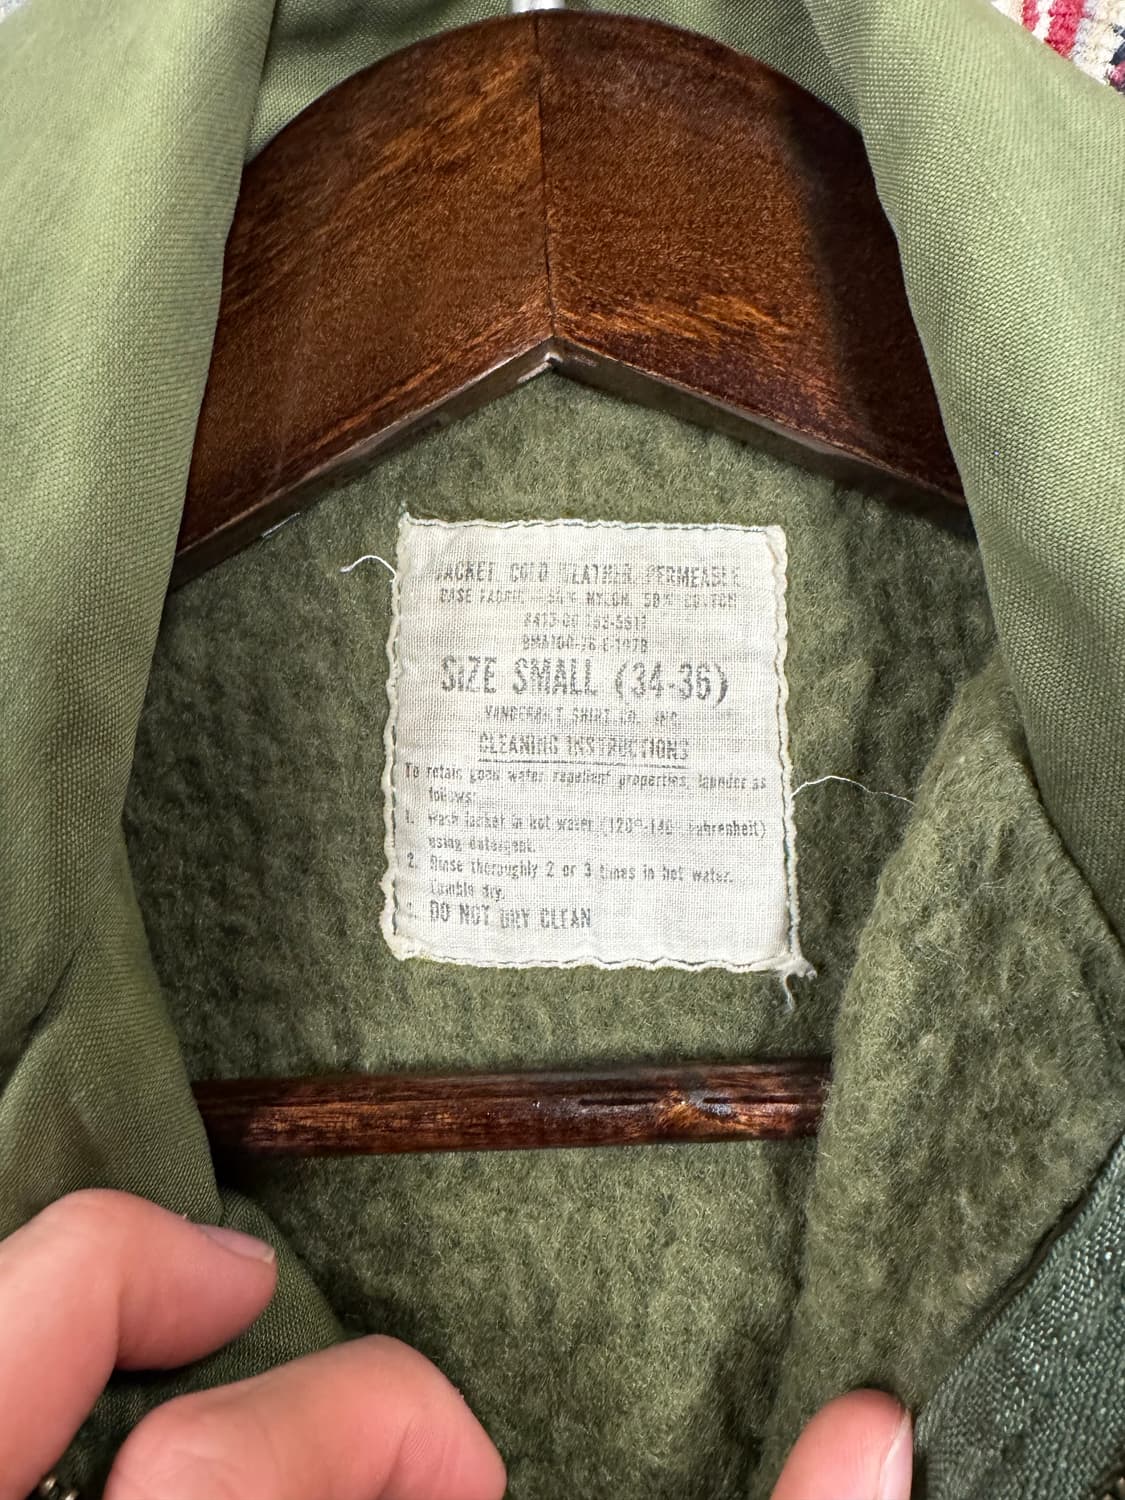 JACKET, COLD WEATHER, PERMEABLE
BASE FABRIC - 50% NYLON, 50% COTTON
SIZE SMALL (34-36)
SHIRT CO. INC.
CLEANING INSTRUCTIONS
To retain good water repellent properties, launder as
follows:
1. Wash jacket in hot water (120°-140° Fahrenheit)
using detergent.
2. Rinse thoroughly 2 or 3 times in hot water.
Tumble dry.
DO NOT DRY CLEAN